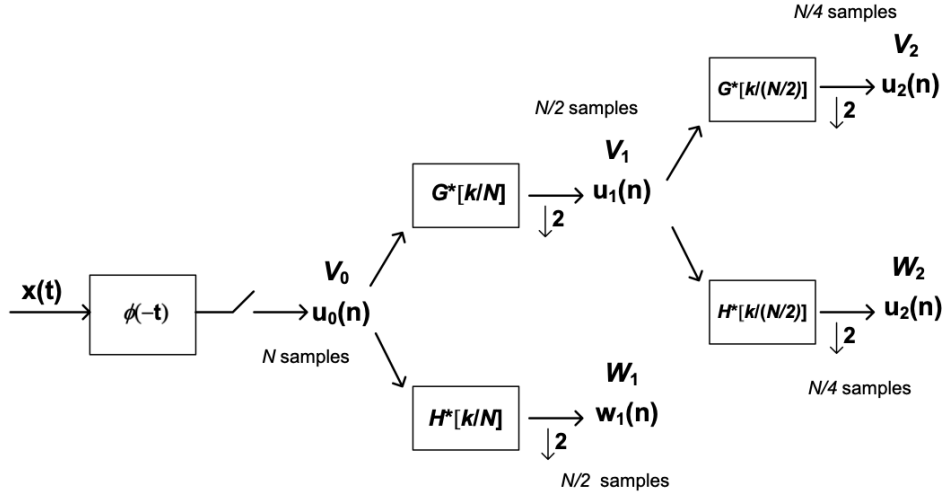 N/4 samples
V2
G*[k/(N/2)]
u2(n)
↓2
N/2 samples
V1
G*[k/N]
u1(n)
↓2
V0
W2
x(t)
ϕ(–t)
u0(n)
H*[k/(N/2)]
u2(n)
↓2
N samples
W1
N/4 samples
H*[k/N]
w1(n)
↓2
N/2 samples